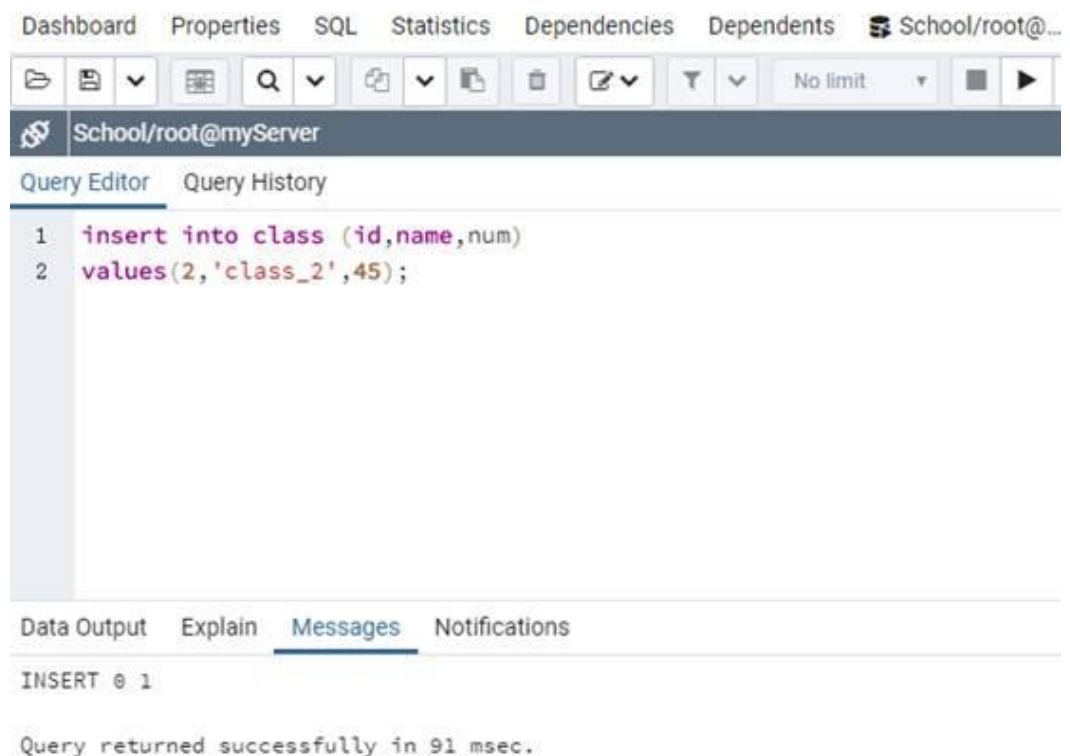 Dashboard Properties SQL Statistics Dependencies Dependents School/root@...
No limit
School/root@myServer
Query Editor Query History
1 insert into class (id,name,num)
2 values(2,'class_2',45);
Data Output Explain Messages Notifications
INSERT 0 1
Query returned successfully in 91 msec.